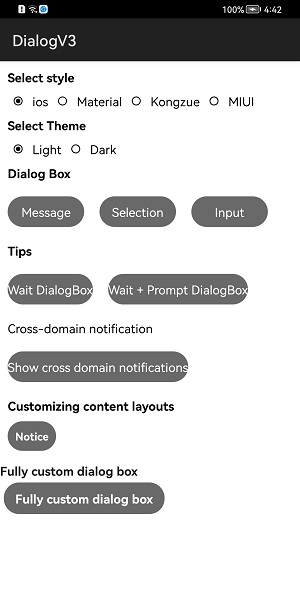 100% 4:42
DialogV3
Select style
ios Material Kongzue MIUI
Select Theme
Light Dark
Dialog Box
Message Selection Input
Tips
Wait DialogBox Wait + Prompt DialogBox
Cross-domain notification
Show cross domain notifications
Customizing content layouts
Notice
Fully custom dialog box
Fully custom dialog box